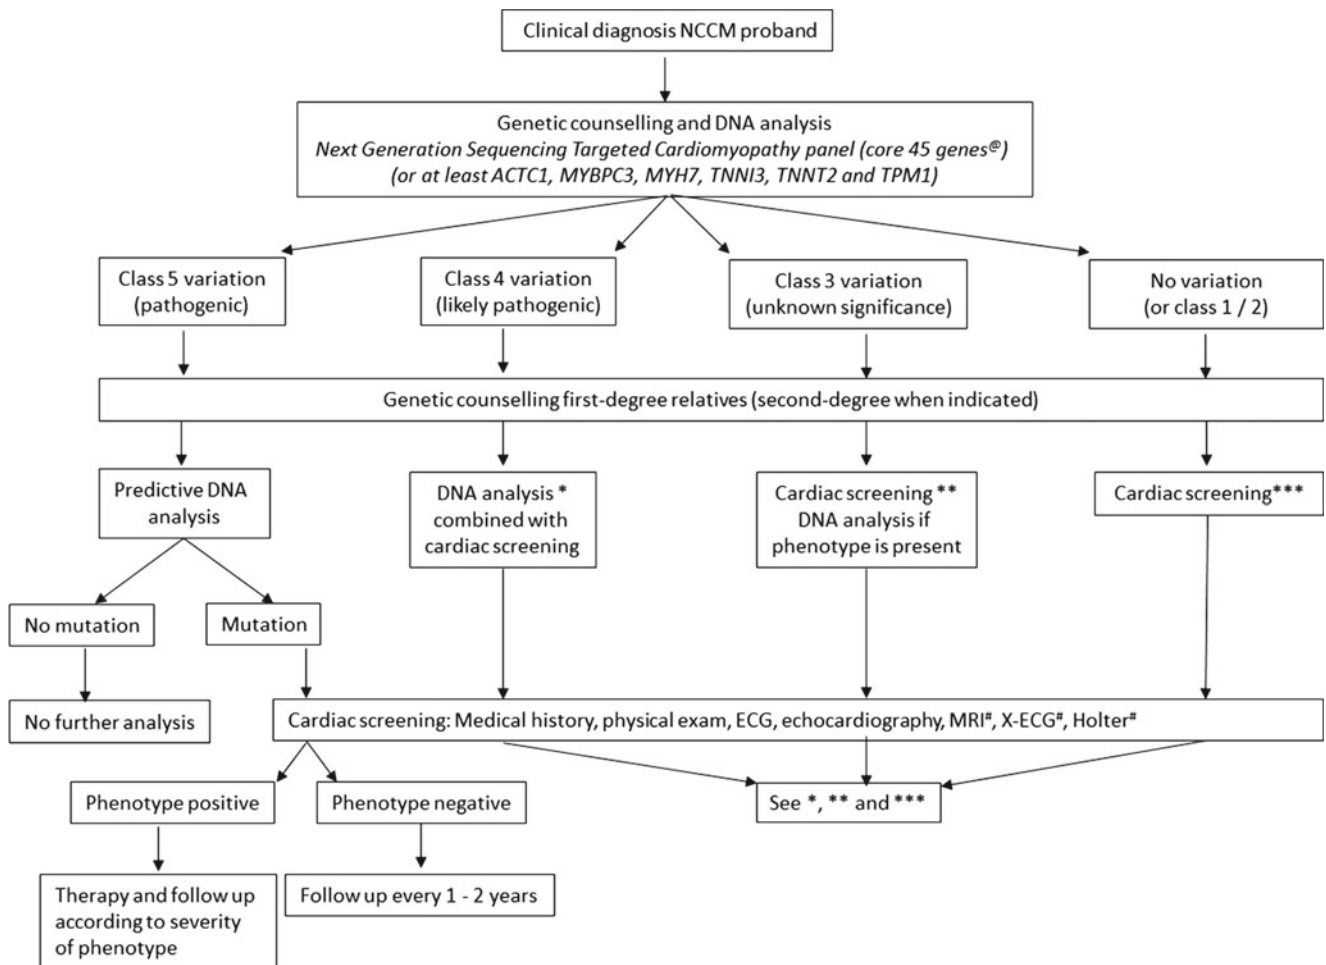 Clinical diagnosis NCCM proband
Genetic counselling and DNA analysis
Next Generation Sequencing Targeted Cardiomyopathy panel (core 45 genes@)
(or at least ACTC1, MYBPC3, MYH7, TNNI3, TNNT2 and TPM1)
Class 5 variation
(pathogenic)
Class 4 variation
(likely pathogenic)
Class 3 variation
(unknown significance)
No variation
(or class 1 / 2)
Genetic counselling first-degree relatives (second-degree when indicated)
Predictive DNA
analysis
DNA analysis *
combined with
cardiac screening
Cardiac screening **
DNA analysis if
phenotype is present
Cardiac screening***
No mutation
Mutation
No further analysis
Cardiac screening: Medical history, physical exam, ECG, echocardiography, MRI#, X-ECG#, Holter#
Phenotype positive
Phenotype negative
See *, ** and ***
Therapy and follow up
according to severity
of phenotype
Follow up every 1 - 2 years